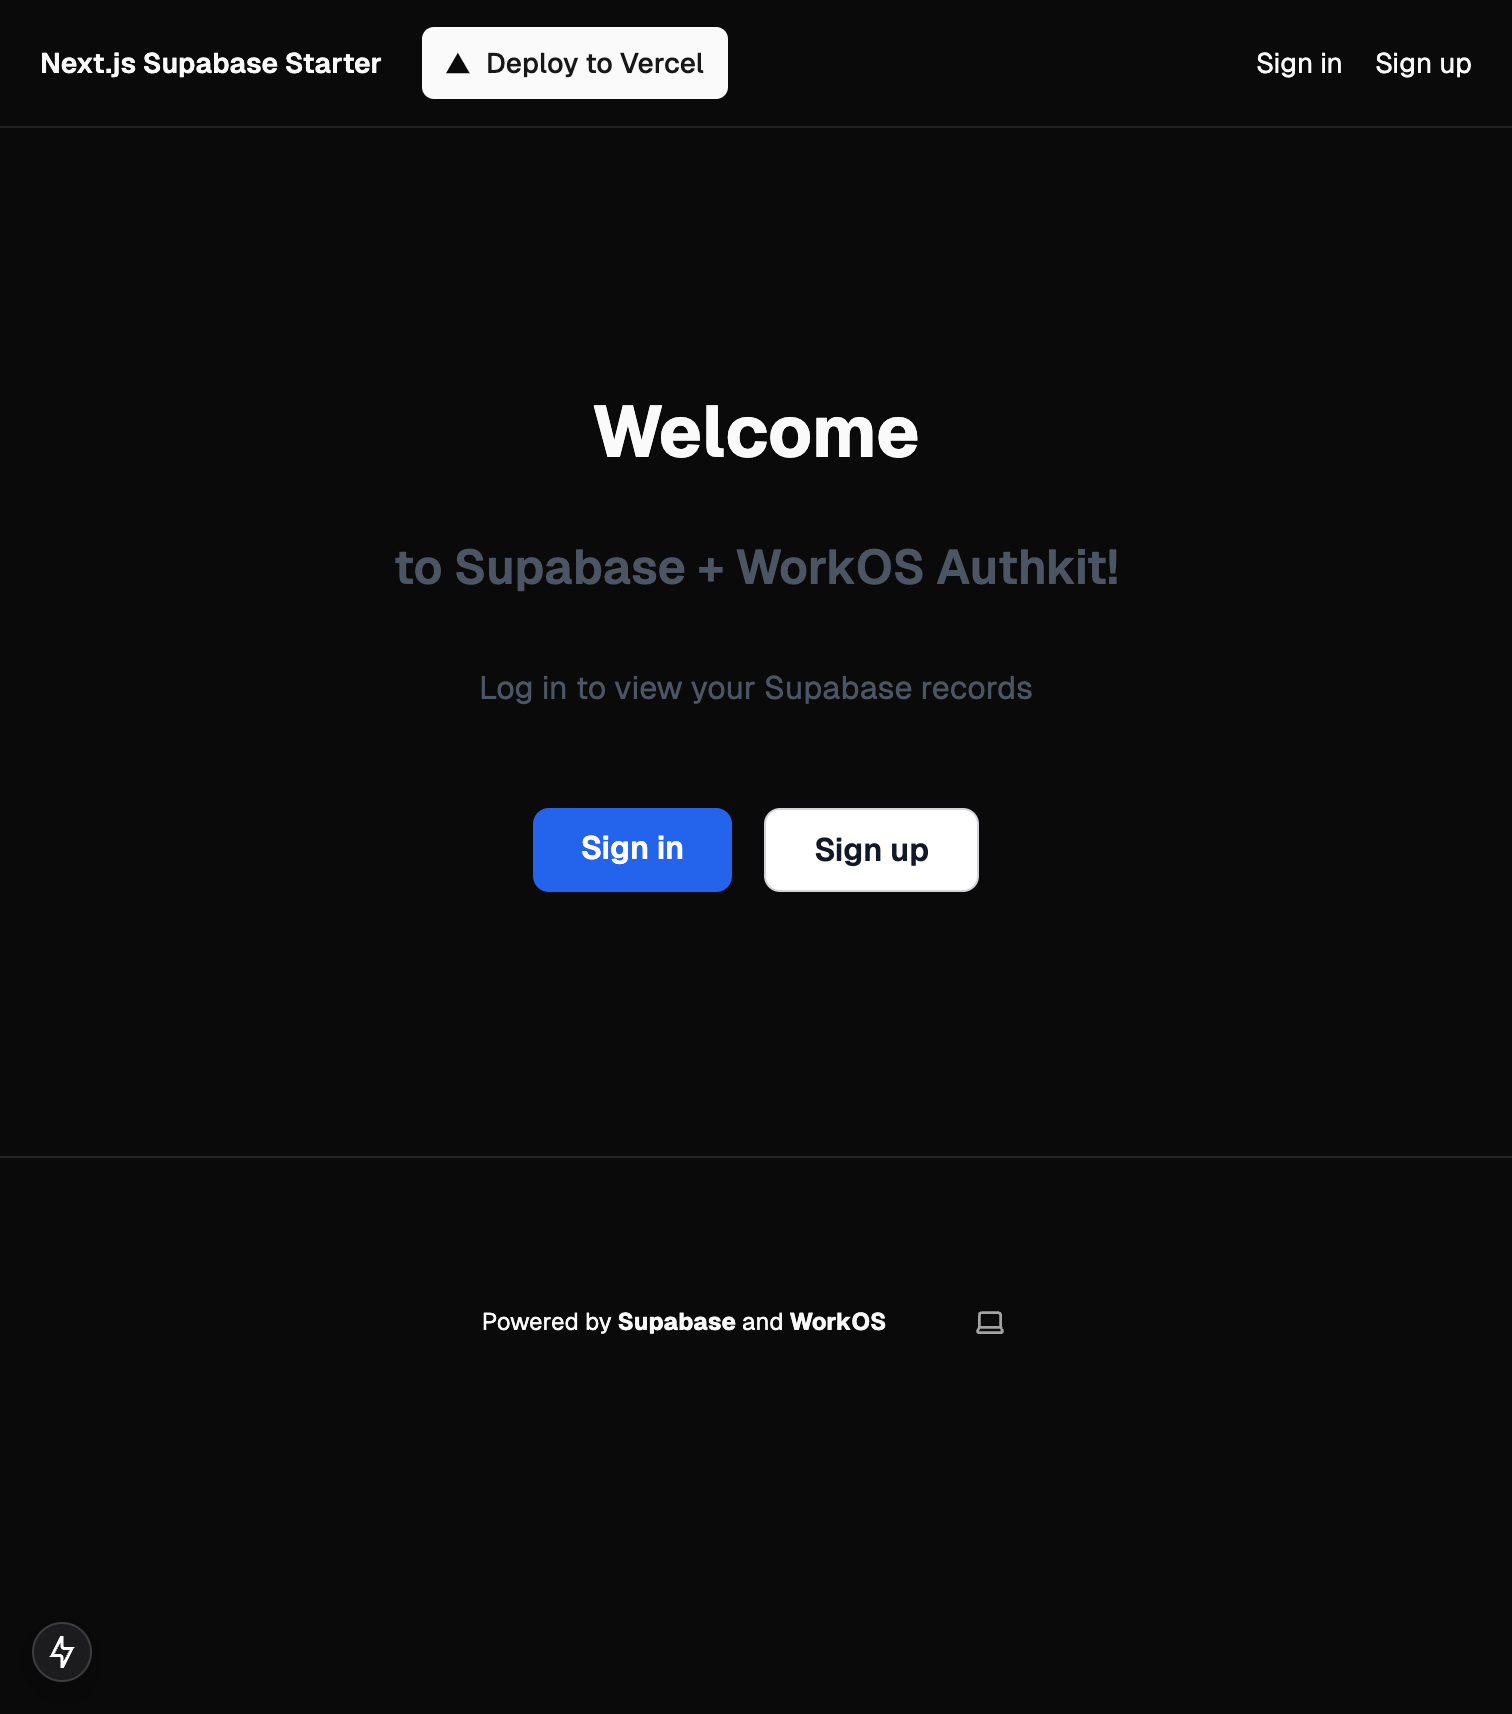 Next.js Supabase Starter
Deploy to Vercel
Sign in
Sign up
Welcome
to Supabase + WorkOS Authkit!
Log in to view your Supabase records
Sign in
Sign up
Powered by Supabase and WorkOS